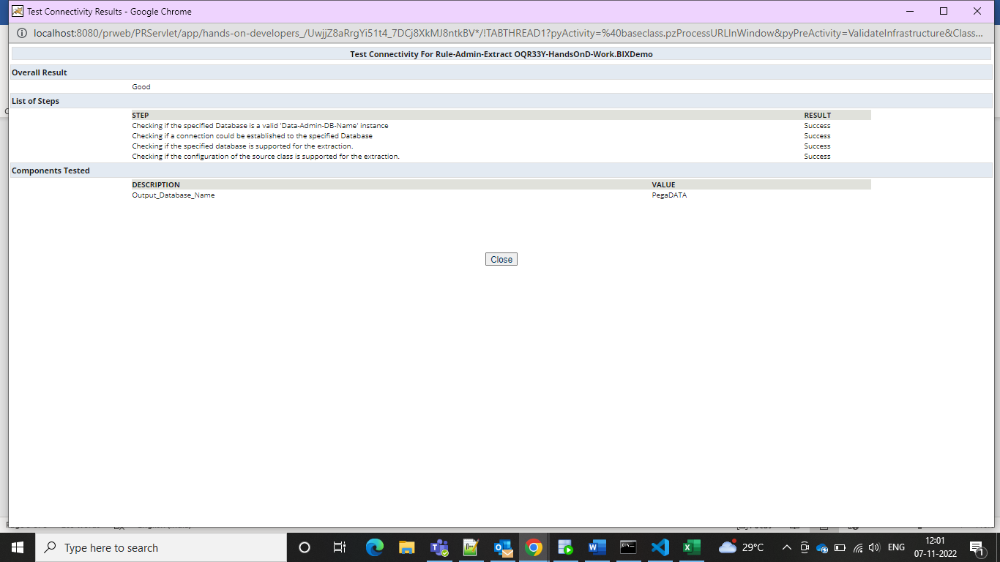 Test Connectivity Results - Google Chrome
localhost:8080/prweb/PRServlet/app/hands-on-developers_/UwjjZ8aRrgYi51t4_7DCj8XkMJ8ntkBV*/!TABTHREAD1?pyActivity=%40baseclass.pzProcessURLInWindow&pyPreActivity=ValidateInfrastructure&Class...
Test Connectivity For Rule-Admin-Extract OQR33Y-HandsOnD-Work.BIXDemo
Overall Result
Good
List of Steps
STEP RESULT
Checking if the specified Database is a valid 'Data-Admin-DB-Name' instance Success
Checking if a connection could be established to the specified Database Success
Checking if the specified database is supported for the extraction. Success
Checking if the configuration of the source class is supported for the extraction. Success
Components Tested
DESCRIPTION VALUE
Output_Database_Name PegaDATA
Close
Type here to search
29°C
ENG
12:01
07-11-2022
1